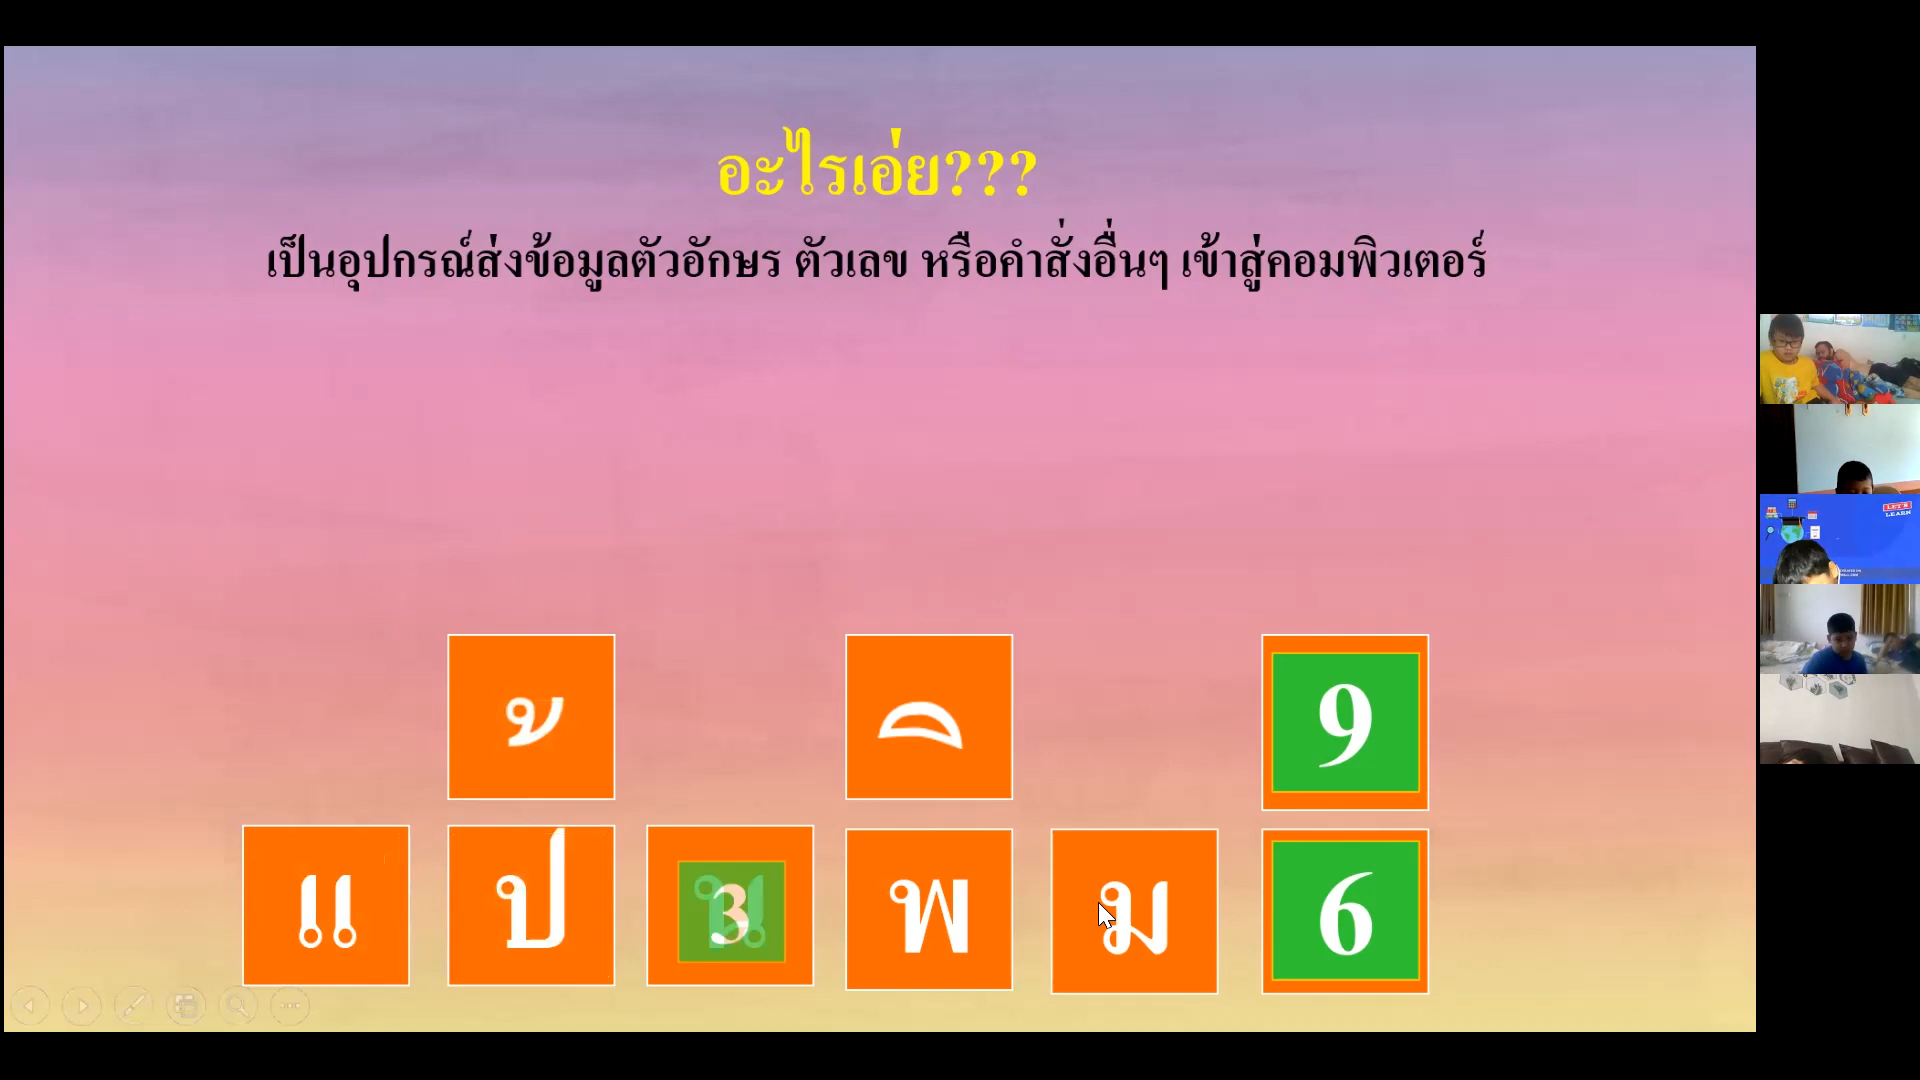 อะไรเอ่ย???
เป็นอุปกรณ์ส่งข้อมูลตัวอักษร ตัวเลข หรือคำสั่งอื่นๆ เข้าสู่คอมพิวเตอร์
้ ิ 9
แ ป 3 พ ม 6
LET'S
LEARN